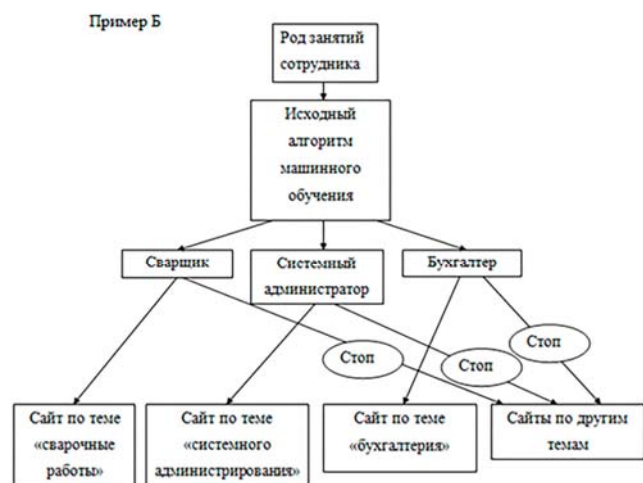 Пример Б
Род занятий
сотрудника
Исходный
алгоритм
машинного
обучения
Сварщик
Системный
администратор
Бухгалтер
Стоп
Стоп
Стоп
Сайт по теме
«сварочные
работы»
Сайт по теме
«системного
администрирования»
Сайт по теме
«бухгалтерия»
Сайты по другим
темам